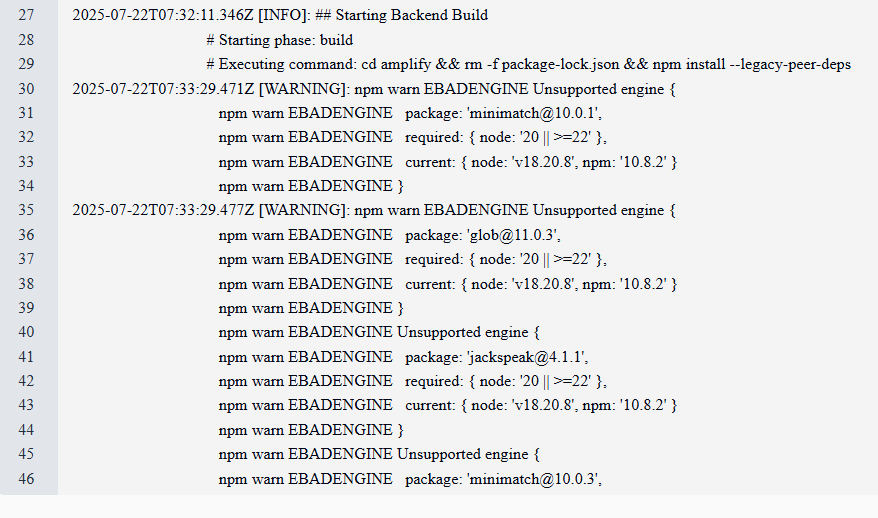 27 2025-07-22T07:32:11.346Z [INFO]: ## Starting Backend Build
28 # Starting phase: build
29 # Executing command: cd amplify && rm -f package-lock.json && npm install --legacy-peer-deps
30 2025-07-22T07:33:29.471Z [WARNING]: npm warn EBADENGINE Unsupported engine {
31 npm warn EBADENGINE   package: 'minimatch@10.0.1',
32 npm warn EBADENGINE   required: { node: '20 || >=22' },
33 npm warn EBADENGINE   current: { node: 'v18.20.8', npm: '10.8.2' }
34 npm warn EBADENGINE }
35 2025-07-22T07:33:29.477Z [WARNING]: npm warn EBADENGINE Unsupported engine {
36 npm warn EBADENGINE   package: 'glob@11.0.3',
37 npm warn EBADENGINE   required: { node: '20 || >=22' },
38 npm warn EBADENGINE   current: { node: 'v18.20.8', npm: '10.8.2' }
39 npm warn EBADENGINE }
40 npm warn EBADENGINE Unsupported engine {
41 npm warn EBADENGINE   package: 'jackspeak@4.1.1',
42 npm warn EBADENGINE   required: { node: '20 || >=22' },
43 npm warn EBADENGINE   current: { node: 'v18.20.8', npm: '10.8.2' }
44 npm warn EBADENGINE }
45 npm warn EBADENGINE Unsupported engine {
46 npm warn EBADENGINE   package: 'minimatch@10.0.3',